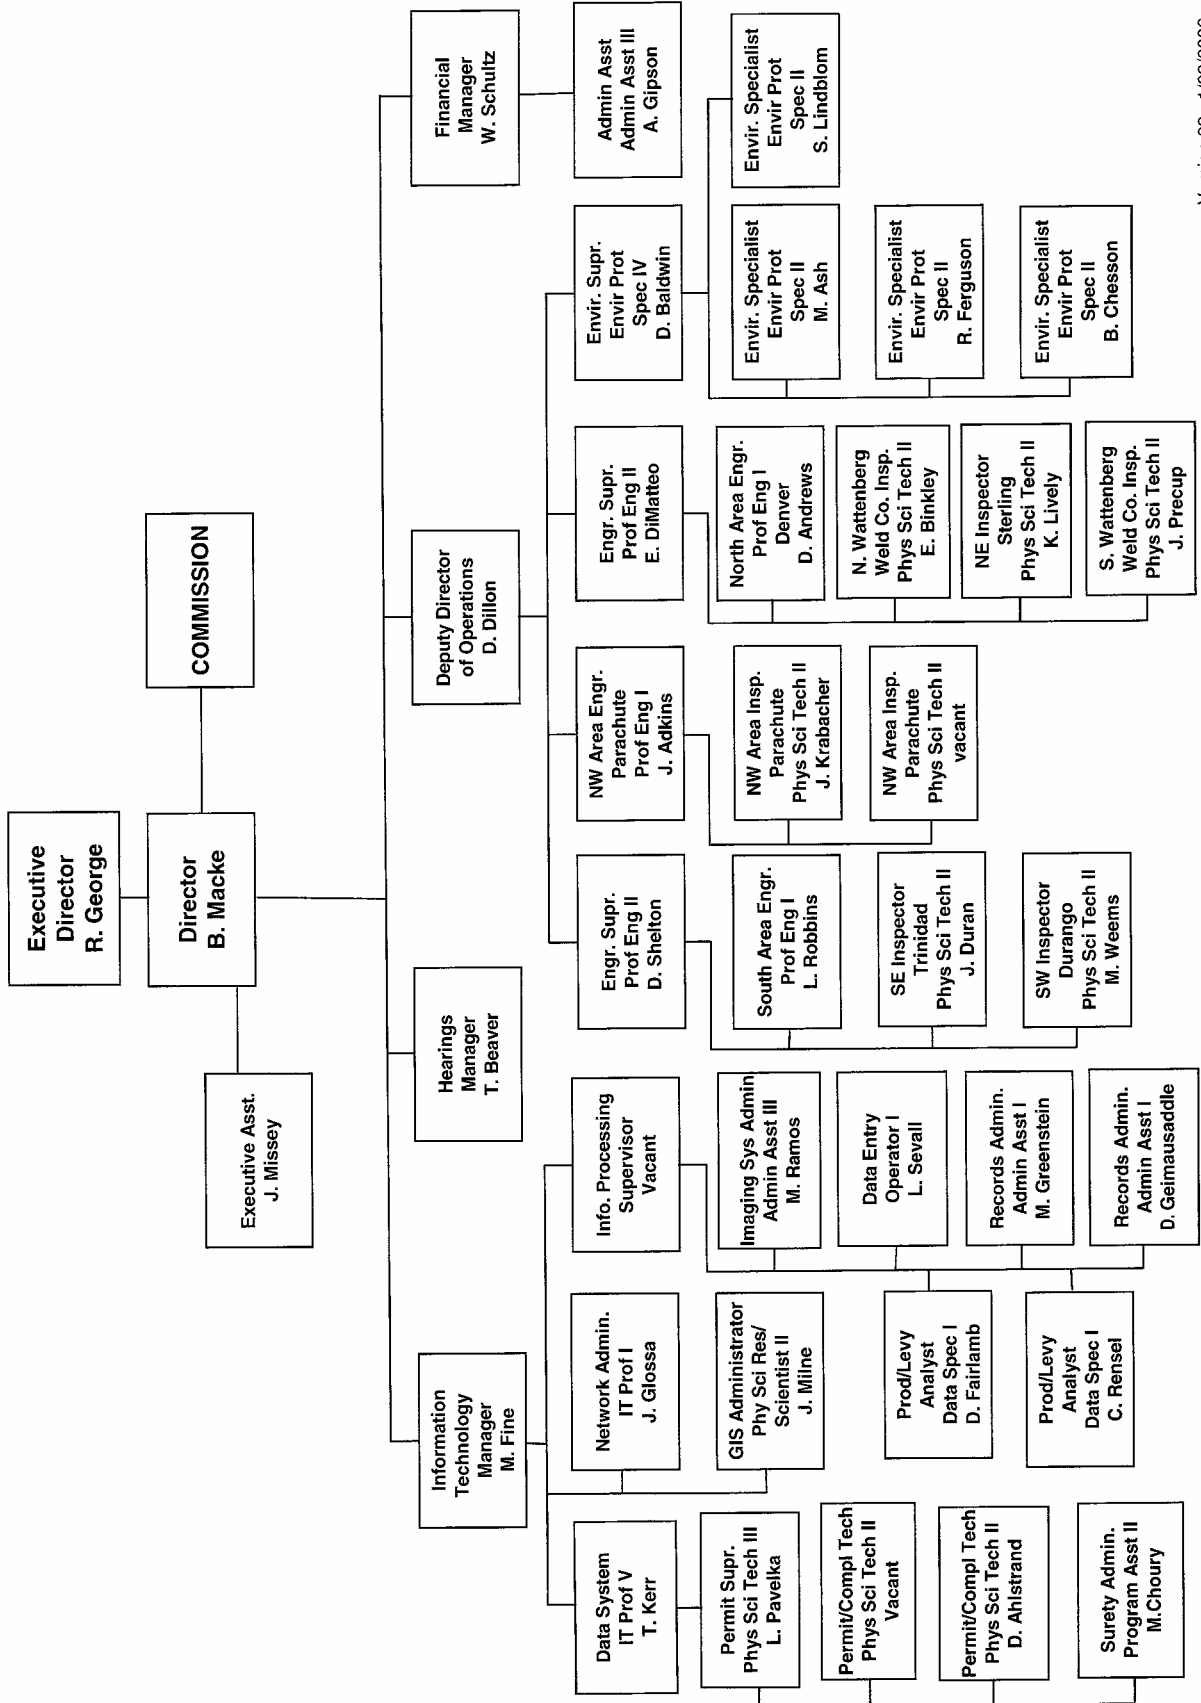 Executive
Director
R. George
Director
B. Macke
COMMISSION
Executive Asst.
J. Missey
Information
Technology
Manager
M. Fine
Hearings
Manager
T. Beaver
Deputy Director
of Operations
D. Dillon
Financial
Manager
W. Schultz
Data System
IT Prof V
T. Kerr
Permit Supr.
Phys Sci Tech III
L. Pavelka
Permit/Compl Tech
Phys Sci Tech II
Vacant
Permit/Compl Tech
Phys Sci Tech II
D. Ahlstrand
Surety Admin.
Program Asst II
M.Choury
Network Admin.
IT Prof I
J. Glossa
GIS Administrator
Phy Sci Res/
Scientist II
J. Milne
Prod/Levy
Analyst
Data Spec I
D. Fairlamb
Prod/Levy
Analyst
Data Spec I
C. Rensel
Info. Processing
Supervisor
Vacant
Imaging Sys Admin
Admin Asst III
M. Ramos
Data Entry
Operator I
L. Sevall
Records Admin.
Admin Asst I
M. Greenstein
Records Admin.
Admin Asst I
D. Geimausaddle
Engr. Supr.
Prof Eng II
D. Shelton
South Area Engr.
Prof Eng I
L. Robbins
SE Inspector
Trinidad
Phys Sci Tech II
J. Duran
SW Inspector
Durango
Phys Sci Tech II
M. Weems
NW Area Engr.
Parachute
Prof Eng I
J. Adkins
NW Area Insp.
Parachute
Phys Sci Tech II
J. Krabacher
NW Area Insp.
Parachute
Phys Sci Tech II
vacant
Engr. Supr.
Prof Eng II
E. DiMatteo
North Area Engr.
Prof Eng I
Denver
D. Andrews
N. Wattenberg
Weld Co. Insp.
Phys Sci Tech II
E. Binkley
NE Inspector
Sterling
Phys Sci Tech II
K. Lively
S. Wattenberg
Weld Co. Insp.
Phys Sci Tech II
J. Precup
Envir. Supr.
Envir Prot
Spec IV
D. Baldwin
Envir. Specialist
Envir Prot
Spec II
M. Ash
Envir. Specialist
Envir Prot
Spec II
R. Ferguson
Envir. Specialist
Envir Prot
Spec II
B. Chesson
Envir. Specialist
Envir Prot
Spec II
S. Lindblom
Admin Asst
Admin Asst III
A. Gipson